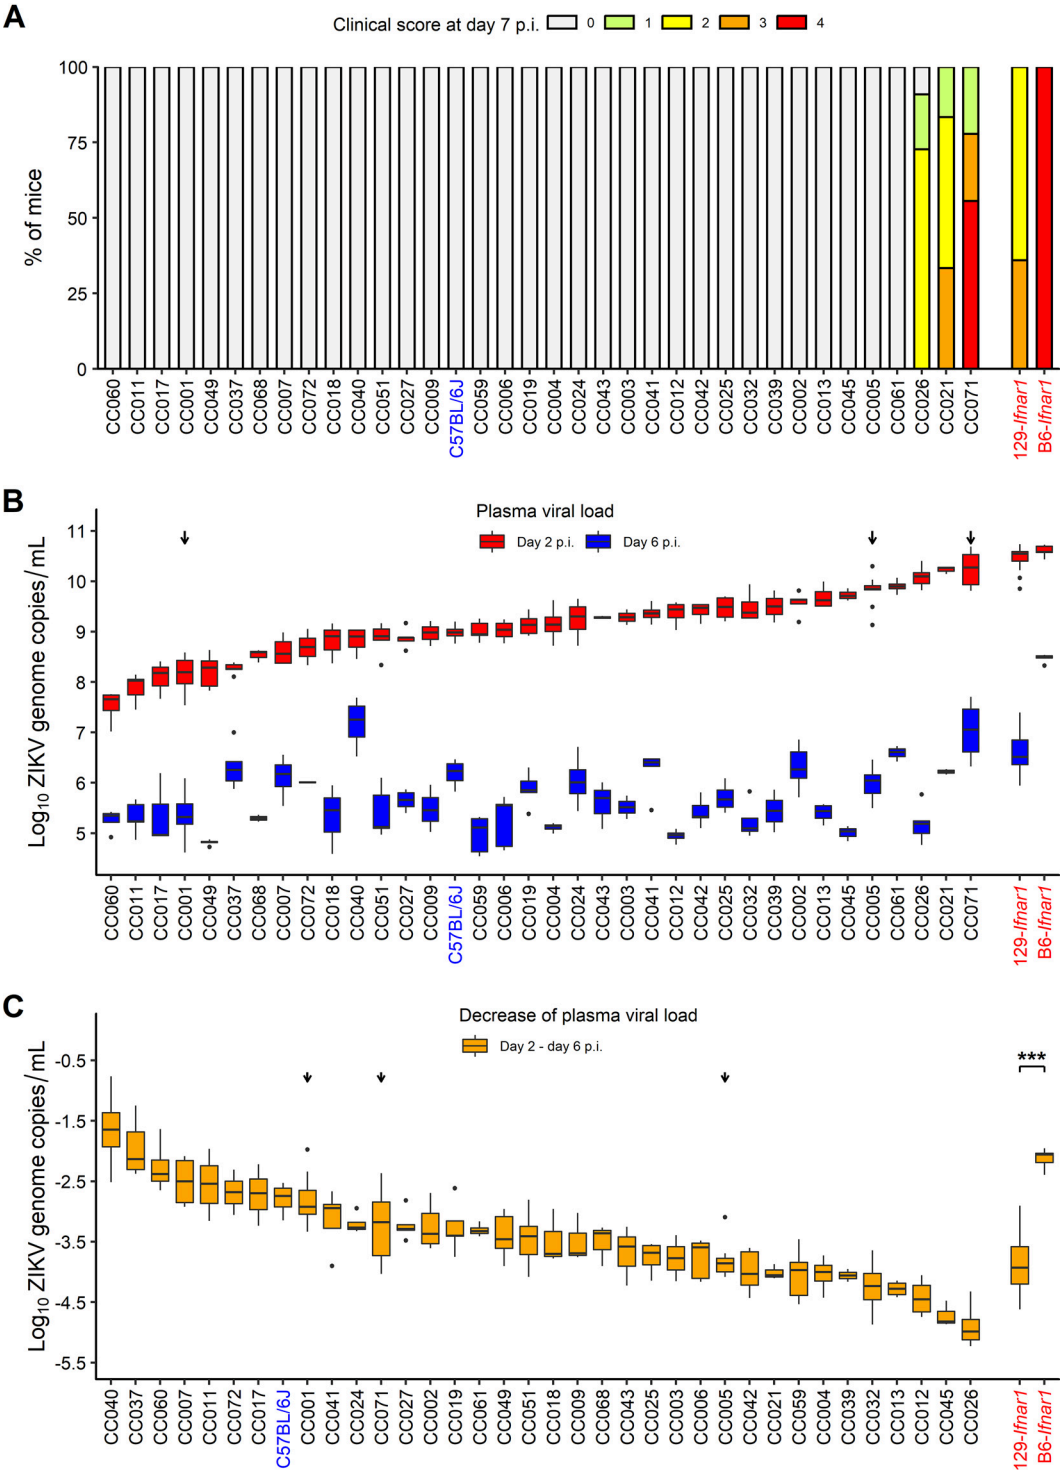 A
Clinical score at day 7 p.i. 0 1 2 3 4
100
75
50
25
0
% of mice
CC060 CC011 CC017 CC001 CC049 CC037 CC068 CC007 CC072 CC018 CC040 CC051 CC027 CC009 C57BL/6J CC059 CC006 CC019 CC004 CC024 CC043 CC003 CC041 CC012 CC042 CC025 CC032 CC039 CC002 CC013 CC045 CC005 CC061 CC026 CC021 CC071 129-Ifnar1 B6-Ifnar1
B
Plasma viral load
Day 2 p.i. Day 6 p.i.
11
10
9
8
7
6
5
Log10 ZIKV genome copies/mL
CC060 CC011 CC017 CC001 CC049 CC037 CC068 CC007 CC072 CC018 CC040 CC051 CC027 CC009 C57BL/6J CC059 CC006 CC019 CC004 CC024 CC043 CC003 CC041 CC012 CC042 CC025 CC032 CC039 CC002 CC013 CC045 CC005 CC061 CC026 CC021 CC071 129-Ifnar1 B6-Ifnar1
C
Decrease of plasma viral load
Day 2 - day 6 p.i.
***
-0.5
-1.5
-2.5
-3.5
-4.5
-5.5
Log10 ZIKV genome copies/mL
CC040 CC037 CC060 CC007 CC011 CC072 CC017 C57BL/6J CC001 CC041 CC024 CC071 CC027 CC002 CC019 CC061 CC049 CC051 CC018 CC009 CC068 CC043 CC025 CC003 CC006 CC005 CC042 CC021 CC059 CC004 CC039 CC032 CC013 CC012 CC045 CC026 129-Ifnar1 B6-Ifnar1